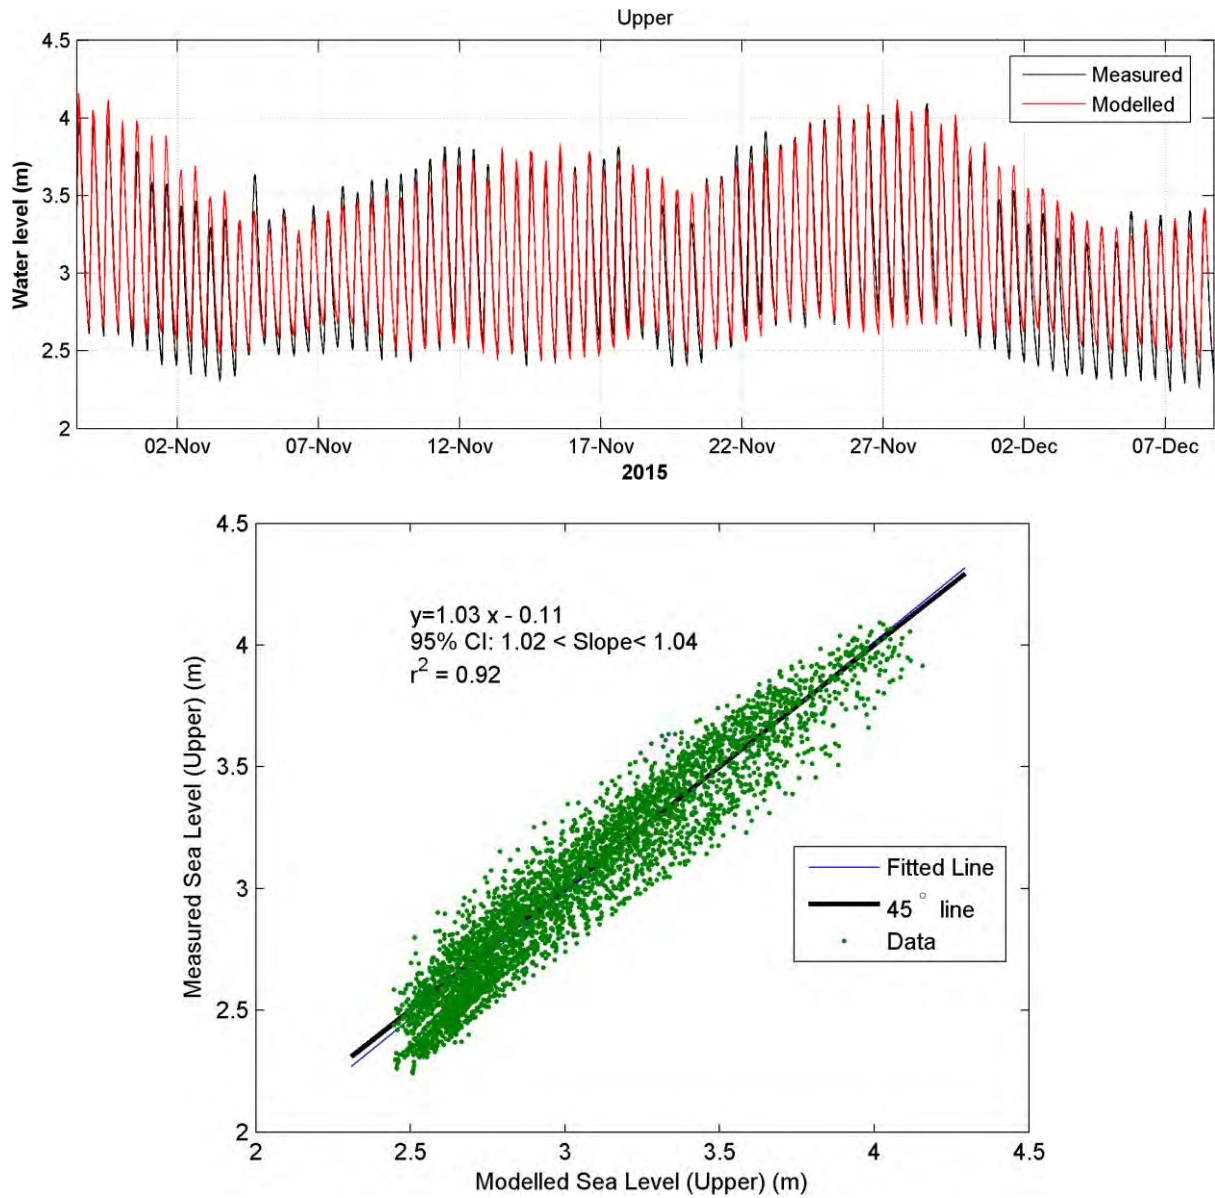 Upper
4.5
4
3.5
3
2.5
2
Water level (m)
Measured
Modelled
02-Nov 07-Nov 12-Nov 17-Nov 22-Nov 27-Nov 02-Dec 07-Dec
2015
4.5
4
3.5
3
2.5
2
Measured Sea Level (Upper) (m)
y=1.03 x - 0.11
95% CI: 1.02 < Slope< 1.04
r² = 0.92
Fitted Line
45° line
Data
2 2.5 3 3.5 4 4.5
Modelled Sea Level (Upper) (m)